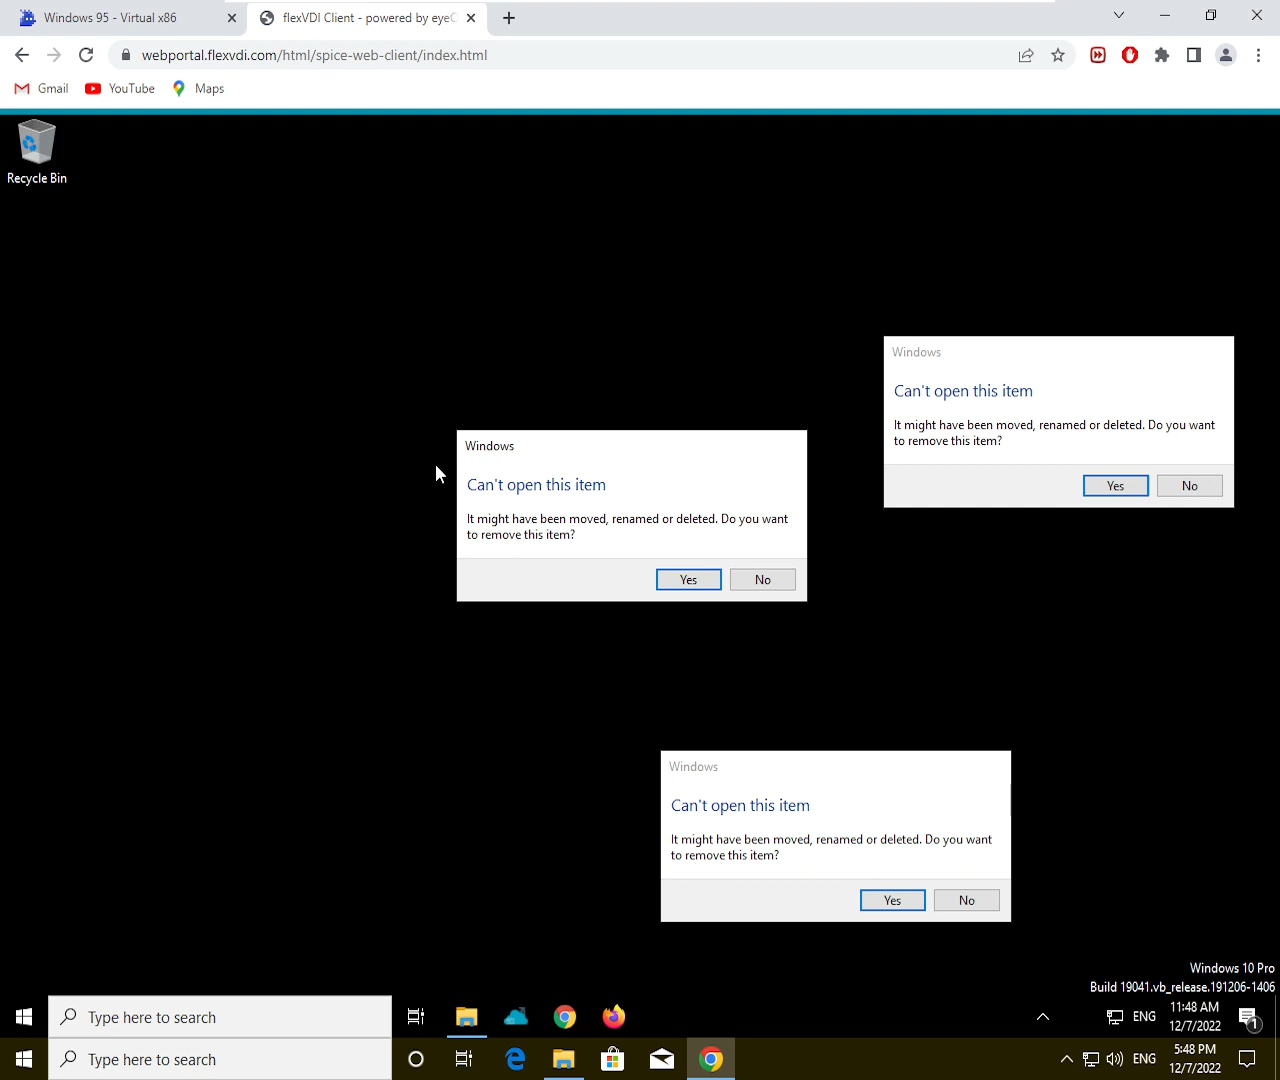 Windows 95 - Virtual x86
flexVDI Client - powered by eyeC
webportal.flexvdi.com/html/spice-web-client/index.html
Gmail
YouTube
Maps
Recycle Bin
Windows
Can't open this item
It might have been moved, renamed or deleted. Do you want
to remove this item?
Yes
No
Windows
Can't open this item
It might have been moved, renamed or deleted. Do you want
to remove this item?
Yes
No
Windows
Can't open this item
It might have been moved, renamed or deleted. Do you want
to remove this item?
Yes
No
Windows 10 Pro
Build 19041.vb_release.191206-1406
Type here to search
ENG
11:48 AM
12/7/2022
1
Type here to search
ENG
5:48 PM
12/7/2022